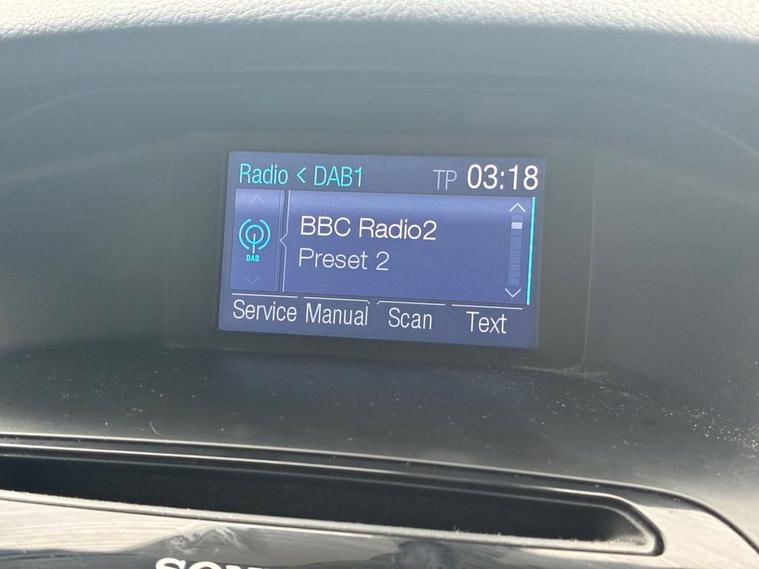 Radio < DAB1 TP 03:18
BBC Radio2
DAB
Preset 2
Service Manual Scan Text